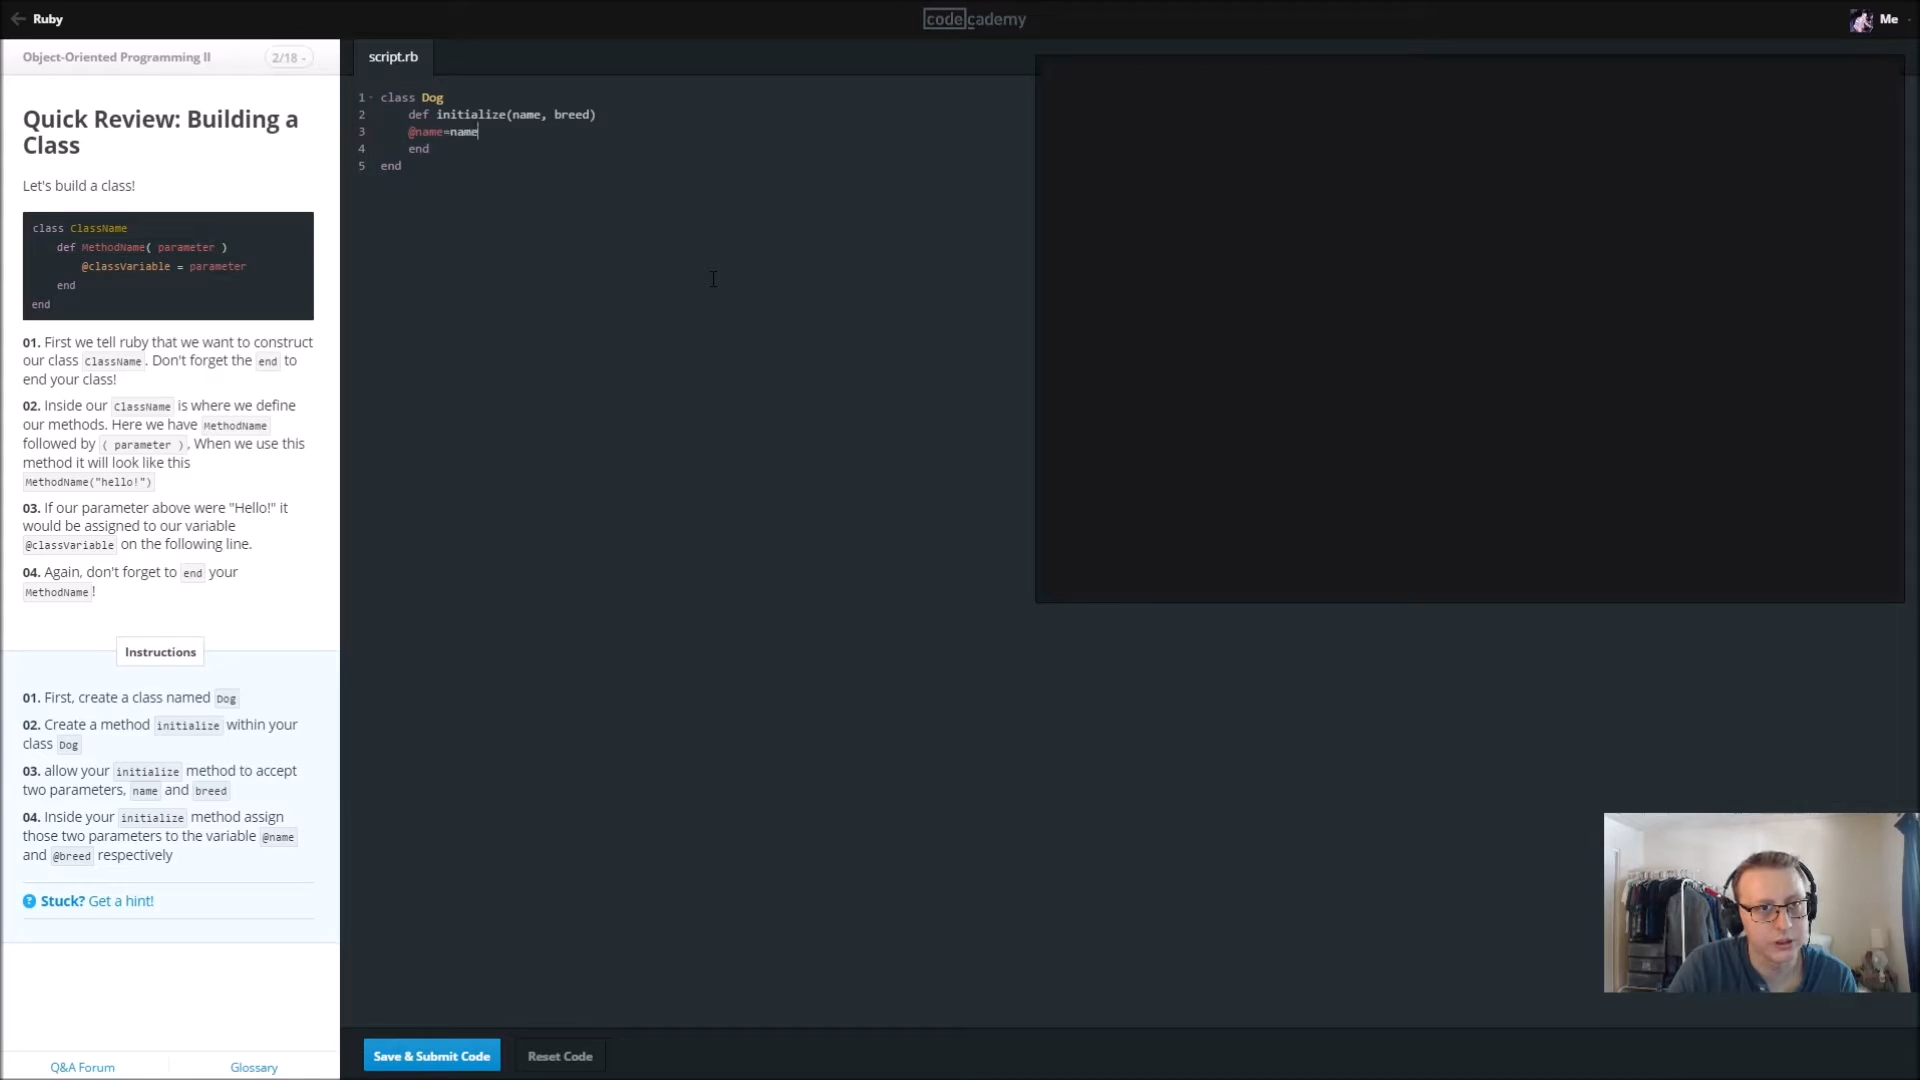 Ruby
codecademy
Me
Object-Oriented Programming II
2/18
script.rb
Quick Review: Building a
Class
Let's build a class!
class ClassName
def MethodName( parameter )
@classVariable = parameter
end
end
01. First we tell ruby that we want to construct
our class ClassName. Don't forget the end to
end your class!
02. Inside our ClassName is where we define
our methods. Here we have MethodName
followed by ( parameter ), When we use this
method it will look like this
MethodName("hello!")
03. If our parameter above were "Hello!" it
would be assigned to our variable
@classVariable on the following line.
04. Again, don't forget to end your
MethodName!
Instructions
01. First, create a class named Dog
02. Create a method initialize within your
class Dog
03. allow your initialize method to accept
two parameters, name and breed
04. Inside your initialize method assign
those two parameters to the variable @name
and @breed respectively
? Stuck? Get a hint!
Q&A Forum
Glossary
1 class Dog
2 def initialize(name, breed)
3 @name=name
4 end
5 end
Save & Submit Code
Reset Code